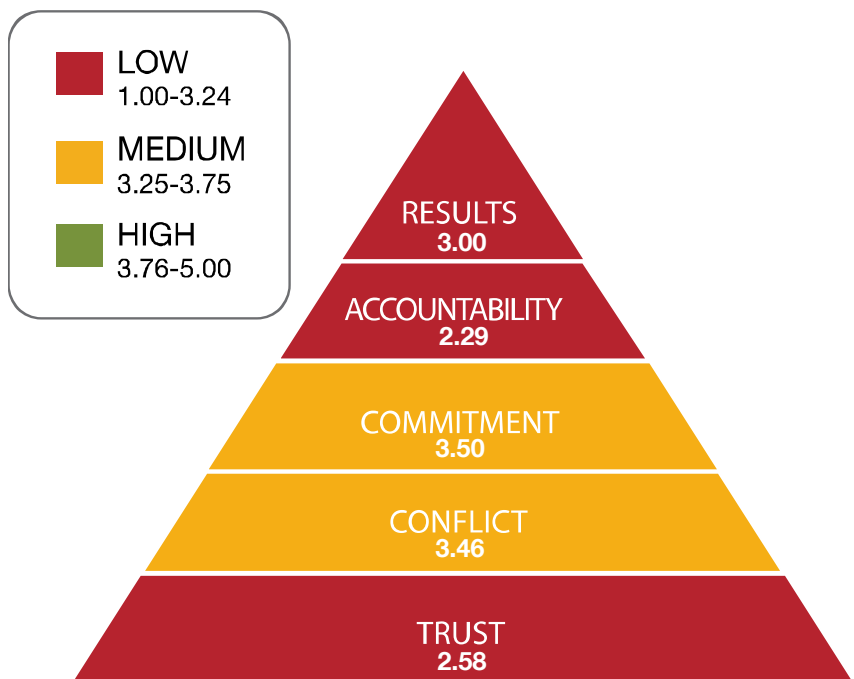 LOW
1.00-3.24
MEDIUM
3.25-3.75
HIGH
3.76-5.00
RESULTS
3.00
ACCOUNTABILITY
2.29
COMMITMENT
3.50
CONFLICT
3.46
TRUST
2.58